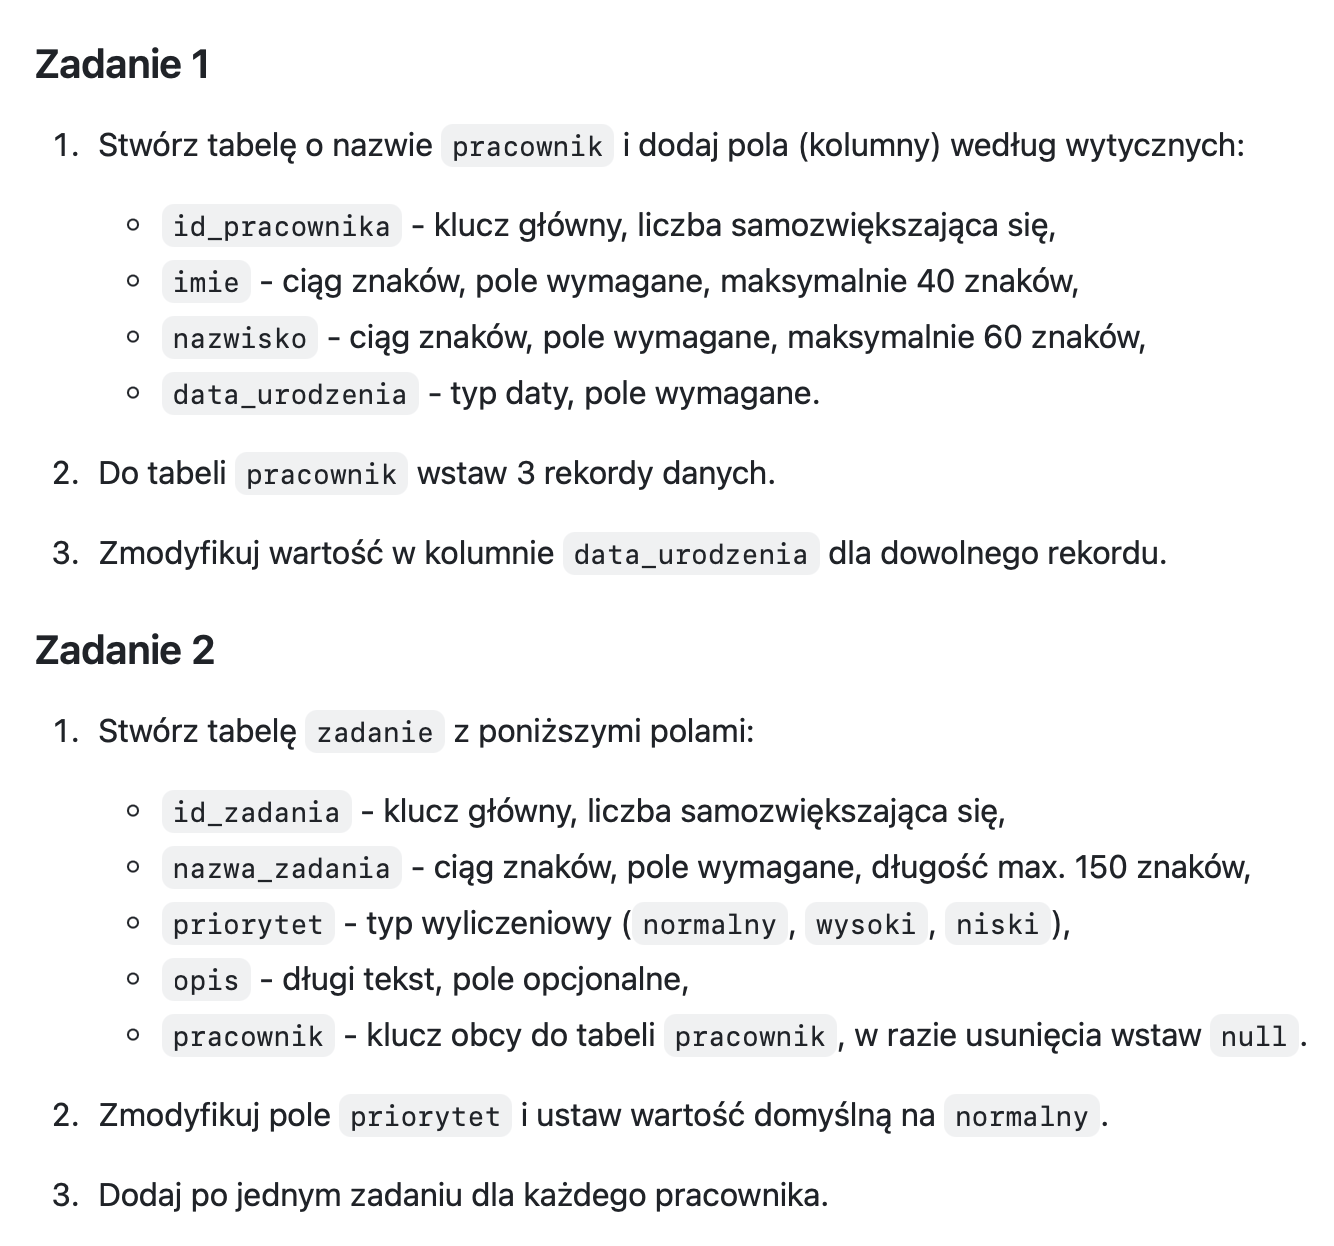 Zadanie 1
1. Stwórz tabelę o nazwie pracownik i dodaj pola (kolumny) według wytycznych:
id_pracownika - klucz główny, liczba samozwiększająca się,
imie - ciąg znaków, pole wymagane, maksymalnie 40 znaków,
nazwisko - ciąg znaków, pole wymagane, maksymalnie 60 znaków,
data_urodzenia - typ daty, pole wymagane.
2. Do tabeli pracownik wstaw 3 rekordy danych.
3. Zmodyfikuj wartość w kolumnie data_urodzenia dla dowolnego rekordu.
Zadanie 2
1. Stwórz tabelę zadanie z poniższymi polami:
id_zadania - klucz główny, liczba samozwiększająca się,
nazwa_zadania - ciąg znaków, pole wymagane, długość max. 150 znaków,
priorytet - typ wyliczeniowy (normalny, wysoki, niski),
opis - długi tekst, pole opcjonalne,
pracownik - klucz obcy do tabeli pracownik, w razie usunięcia wstaw null.
2. Zmodyfikuj pole priorytet i ustaw wartość domyślną na normalny.
3. Dodaj po jednym zadaniu dla każdego pracownika.